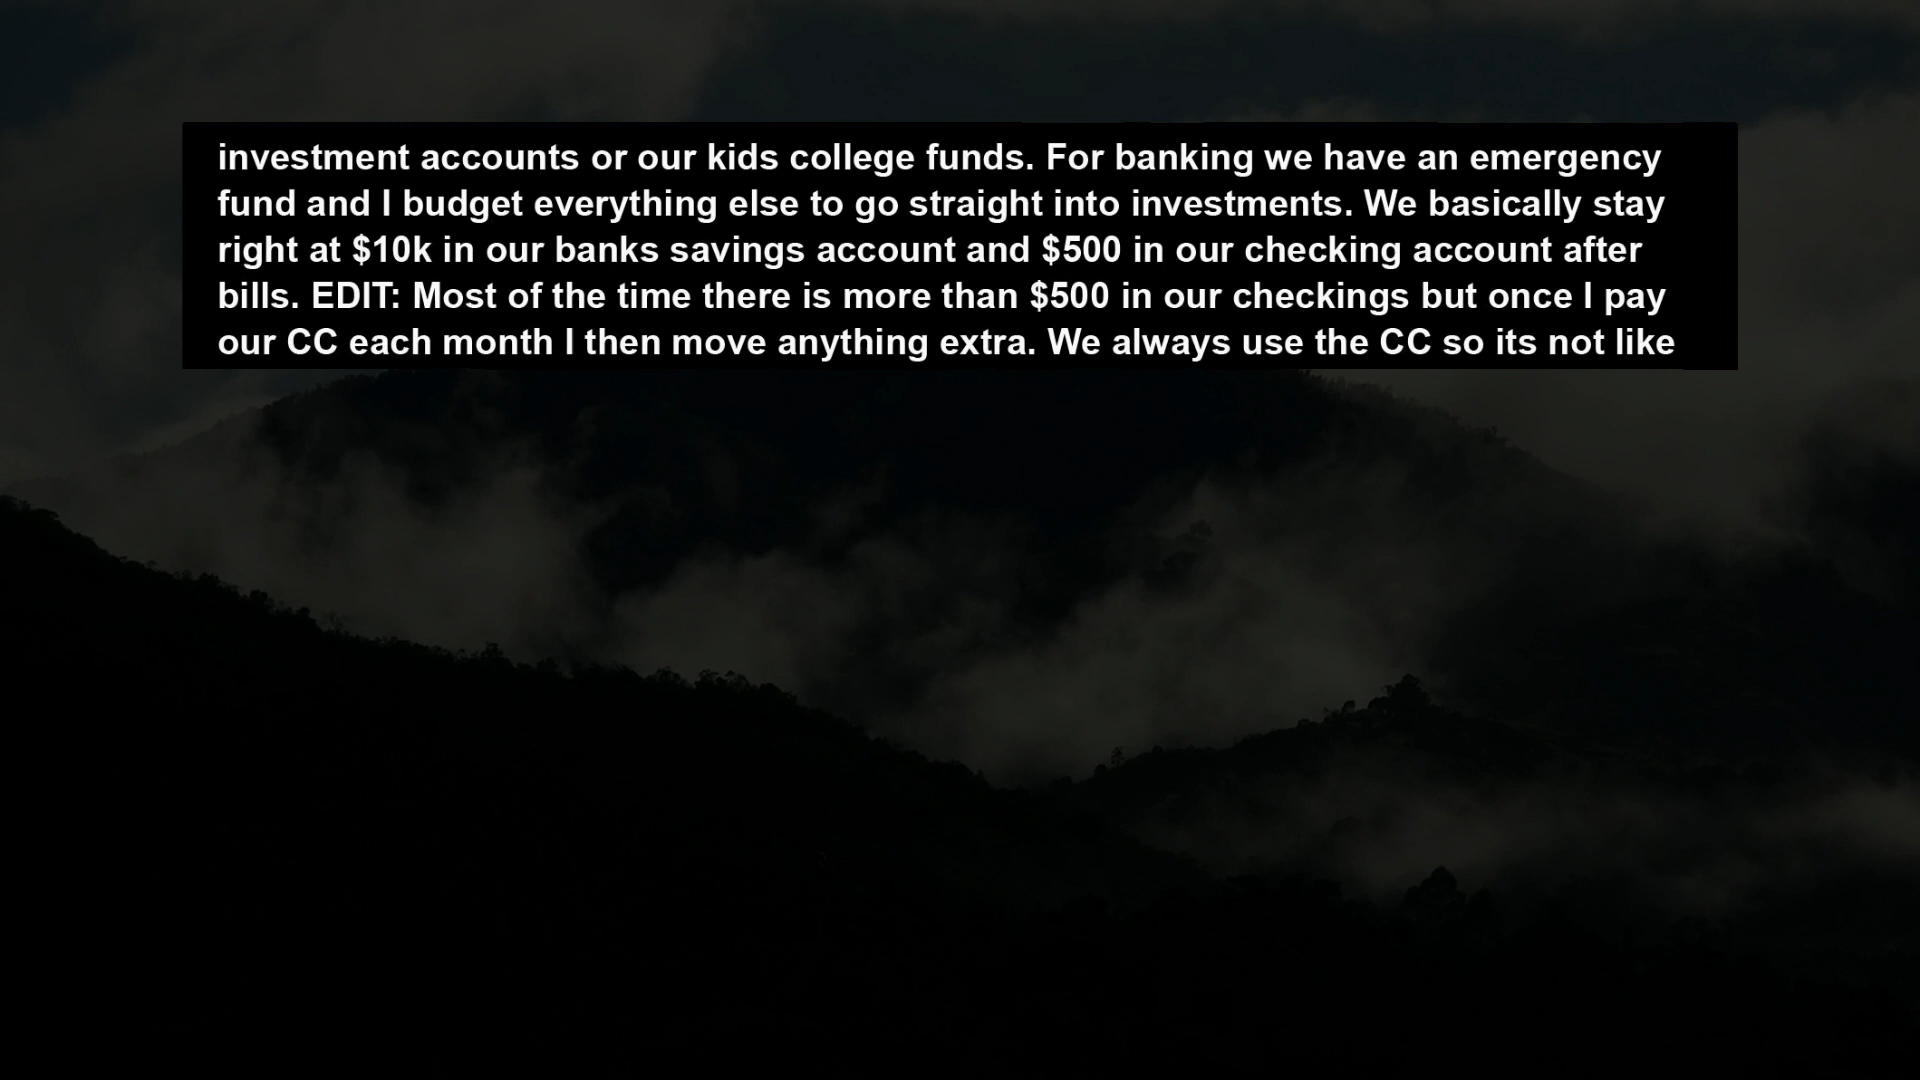 investment accounts or our kids college funds. For banking we have an emergency
fund and I budget everything else to go straight into investments. We basically stay
right at $10k in our banks savings account and $500 in our checking account after
bills. EDIT: Most of the time there is more than $500 in our checkings but once I pay
our CC each month I then move anything extra. We always use the CC so its not like